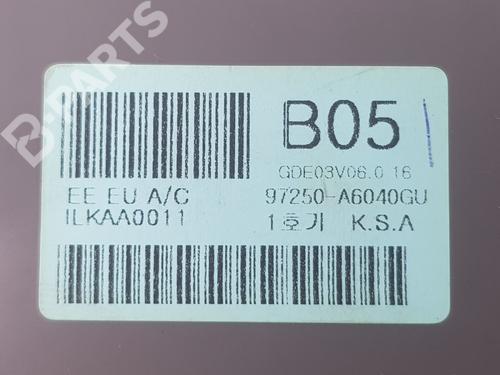 B-PARTS
B05
GDE03V06.0 16
EE EU A/C
97250-A6040GU
ILKAA0011
1호기 K.S.A